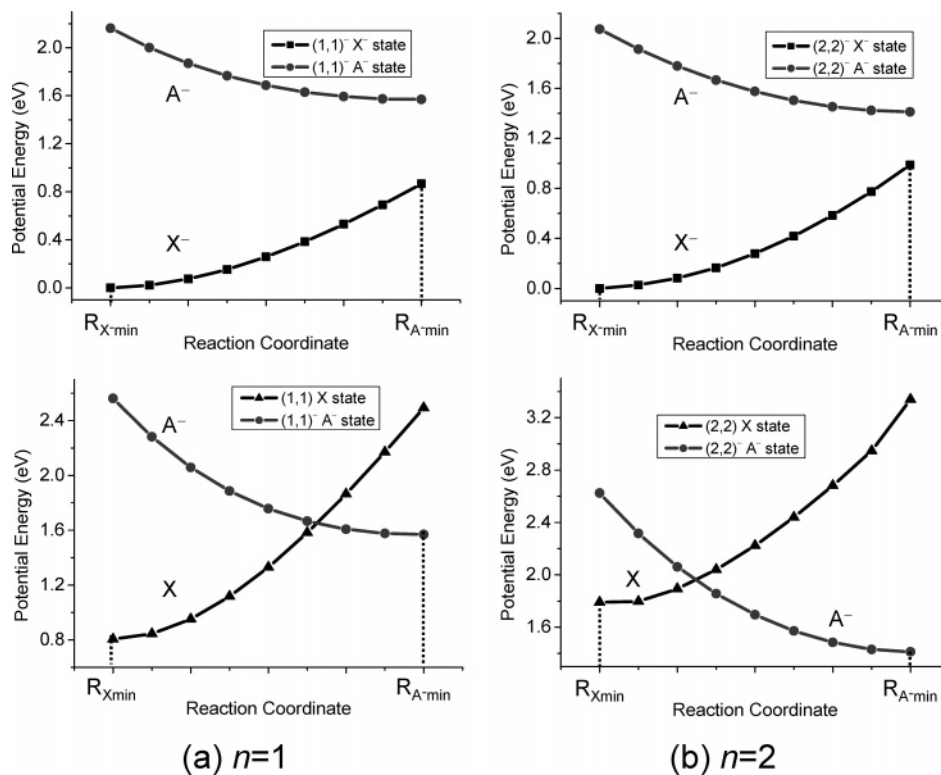 (1,1)⁻ X⁻ state
(1,1)⁻ A⁻ state
A⁻
X⁻
Potential Energy (eV)
2.0
1.6
1.2
0.8
0.4
0.0
R_X⁻min
R_A⁻min
Reaction Coordinate
(2,2)⁻ X⁻ state
(2,2)⁻ A⁻ state
A⁻
X⁻
Potential Energy (eV)
2.0
1.6
1.2
0.8
0.4
0.0
R_X⁻min
R_A⁻min
Reaction Coordinate
(1,1) X state
(1,1)⁻ A⁻ state
A⁻
X
Potential Energy (eV)
2.4
2.0
1.6
1.2
0.8
R_Xmin
R_A⁻min
Reaction Coordinate
(2,2) X state
(2,2)⁻ A⁻ state
X
A⁻
Potential Energy (eV)
3.2
2.8
2.4
2.0
1.6
R_Xmin
R_A⁻min
Reaction Coordinate
(a) n=1
(b) n=2